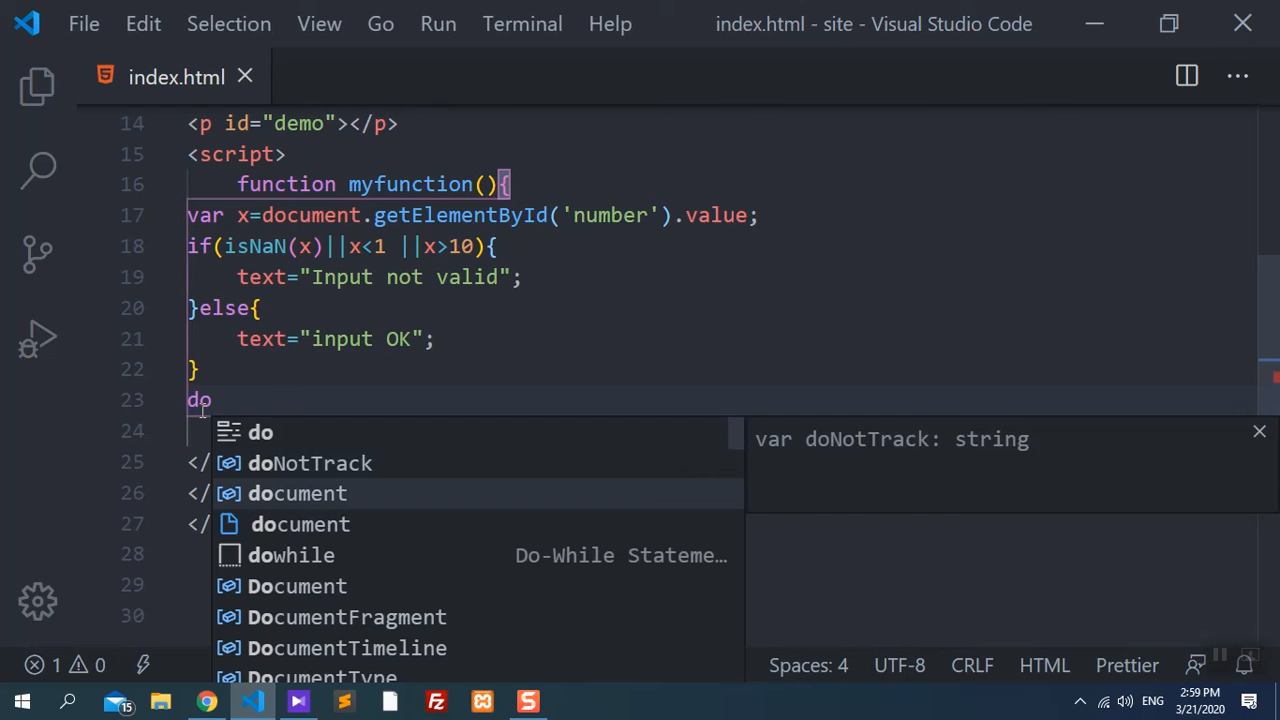 File Edit Selection View Go Run Terminal Help index.html - site - Visual Studio Code
index.html
14 <p id="demo"></p>
15 <script>
16 function myfunction(){
17 var x=document.getElementById('number').value;
18 if(isNaN(x)||x<1 ||x>10){
19 text="Input not valid";
20 }else{
21 text="input OK";
22 }
23 do
24 do
var doNotTrack: string
25 </ doNotTrack
26 </ document
27 </ document
28 dowhile Do-While Stateme…
29 Document
30 DocumentFragment
DocumentTimeline
DocumentType
1 0 Spaces: 4 UTF-8 CRLF HTML Prettier
15 ENG 2:59 PM
3/21/2020